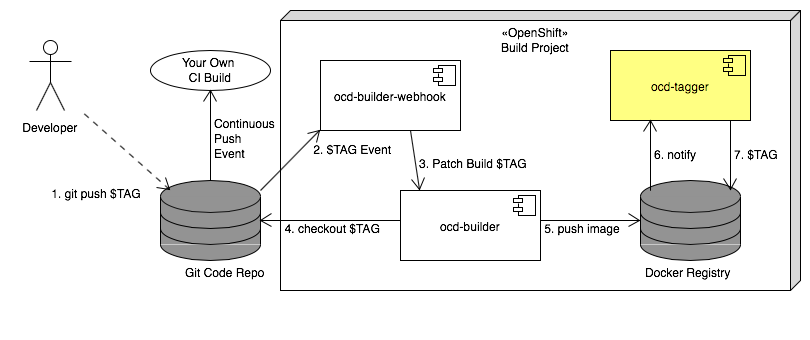 «OpenShift»
Build Project
Your Own
CI Build
ocd-builder-webhook
ocd-tagger
Developer
Continuous
Push
Event
2. $TAG Event
3. Patch Build $TAG
6. notify
7. $TAG
1. git push $TAG
4. checkout $TAG
ocd-builder
5. push image
Git Code Repo
Docker Registry